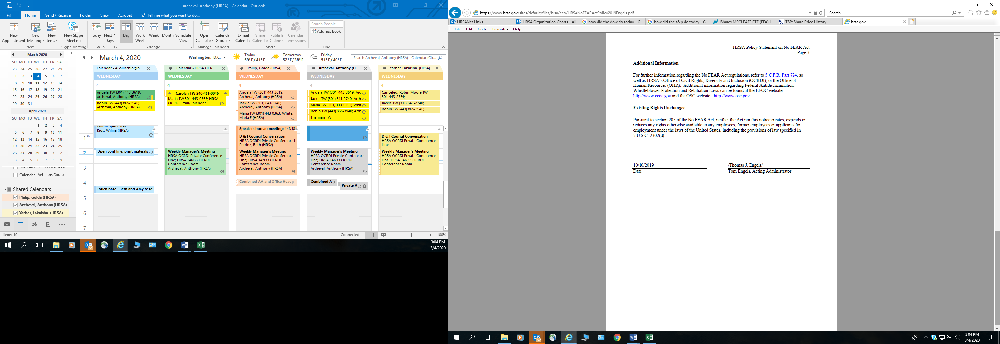 Archeval, Anthony (HRSA) - Calendar - Outlook
File Home Send / Receive Folder View Acrobat Tell me what you want to do...
New Appointment
New Meeting
New Items
New Skype Meeting
Today
Next 7 Days
Day
Work Week
Week
Month
Schedule View
Open Calendar
Calendar Groups
E-mail Calendar
Share Calendar
Publish Online
Calendar Permissions
Search People
Address Book
New
Skype Meeting
Go To
Arrange
Manage Calendars
Share
Find
March 2020
SU MO TU WE TH FR SA
23 24 25 26 27 28 29
1 2 3 4 5 6 7
8 9 10 11 12 13 14
15 16 17 18 19 20 21
22 23 24 25 26 27 28
29 30 31
April 2020
SU MO TU WE TH FR SA
1 2 3 4
5 6 7 8 9 10 11
12 13 14 15 16 17 18
19 20 21 22 23 24 25
26 27 28 29 30 1 2
3 4 5 6 7 8 9
Calendar - Veterans Council
Shared Calendars
Philip, Golda (HRSA)
Archeval, Anthony (HRSA)
Yarber, Lakaisha (HRSA)
March 4, 2020
Washington, D.C.
Today
59° F / 41° F
Tomorrow
52° F / 38° F
Friday
51° F / 40° F
Search Archeval, Anthony (HRSA) - Calendar (Ctr...
Calendar - AGallicchio@h...
WEDNESDAY
4
Angela TW (301) 443-3619;
Archeval, Anthony (HRSA)
Robin TW (443) 865-3940;
Archeval, Anthony (HRSA)
Wilma Spin Class
Rios, Wilma (HRSA)
Open conf line, print materals
Touch base - Beth and Amy re res
1 PM
2
3
4
5
6
7
Calendar - HRSA OCR...
WEDNESDAY
4
Carolyn TW 240-461-0046
Maria TW 301-443-0363; HRSA
OCRDI Email/Calendar
Weekly Manager's Meeting
HRSA OCRDI Private Conference
Line; HRSA 14N33 OCRDI
Conference Room
Archeval, Anthony (HRSA)
Philip, Golda (HRSA)
WEDNESDAY
4
Angela TW (301) 443-3619;
Archeval, Anthony (HRSA)
Jackie TW (301) 641-2740;
Archeval, Anthony (HRSA)
Maria TW (301) 443-0363; White,
Maria E (HRSA)
Speakers bureau meeting; 14N18
D & I Council Conversation
HRSA OCRDI Private Conference L
Perrine, Beth (HRSA)
Weekly Manager's Meeting
HRSA OCRDI Private Conference
Line; HRSA 14N33 OCRDI
Conference Room
Archeval, Anthony (HRSA)
Combined AA and Office Head
Archeval, Anthony (H...
WEDNESDAY
4
Angela TW (301) 443-3619; Arcl
Jackie TW (301) 641-2740; Arch
Maria TW (301) 443-0363; Whit
Robin TW (443) 865-3940; Arch
Therman TW
Weekly Manager's Meeting
HRSA OCRDI Private Conference
Line; HRSA 14N33 OCRDI
Conference Room
Archeval, Anthony (HRSA)
Combined A
Private A
Yarber, Lakaisha (HRSA)
WEDNESDAY
4
Canceled: Robin Moore TW
301-443-2354;
Jackie TW (301) 641-2740;
Robin TW (443) 865-3940;
D & I Council Conversation
HRSA OCRDI Private Conference
Line
Weekly Manager's Meeting
HRSA OCRDI Private Conference
Line; HRSA 14N33 OCRDI
Conference Room
Items: 10
Connected
100%
3:04 PM
3/4/2020
https://www.hrsa.gov/sites/default/files/hrsa/eeo/HRSANoFEARActPolicy2019Engels.pdf
Search...
HRSANet Links
HRSA Organization Charts - All...
how did the dow do today - G...
how did the s&p do today - G...
iShares MSCI EAFE ETF (EFA) L...
TSP: Share Price History
hrsa.gov
File Edit Go to Favorites Help
HRSA Policy Statement on No FEAR Act
Page 3
Additional Information
For further information regarding the No FEAR Act regulations, refer to 5 C.F.R. Part 724, as
well as HRSA's Office of Civil Rights, Diversity and Inclusion (OCRDI), or the Office of
Human Resources (OHR). Additional information regarding Federal Antidiscrimination,
Whistleblower Protection and Retaliation Laws can be found at the EEOC website:
http://www.eeoc.gov and the OSC website: http://www.osc.gov.
Existing Rights Unchanged
Pursuant to section 205 of the No FEAR Act, neither the Act nor this notice creates, expands or
reduces any rights otherwise available to any employees, former employees or applicants for
employment under the laws of the United States, including the provisions of law specified in
5 U.S.C. 2302(d).
10/10/2019
Date
/Thomas J. Engels/
Tom Engels, Acting Administrator
3:04 PM
3/4/2020